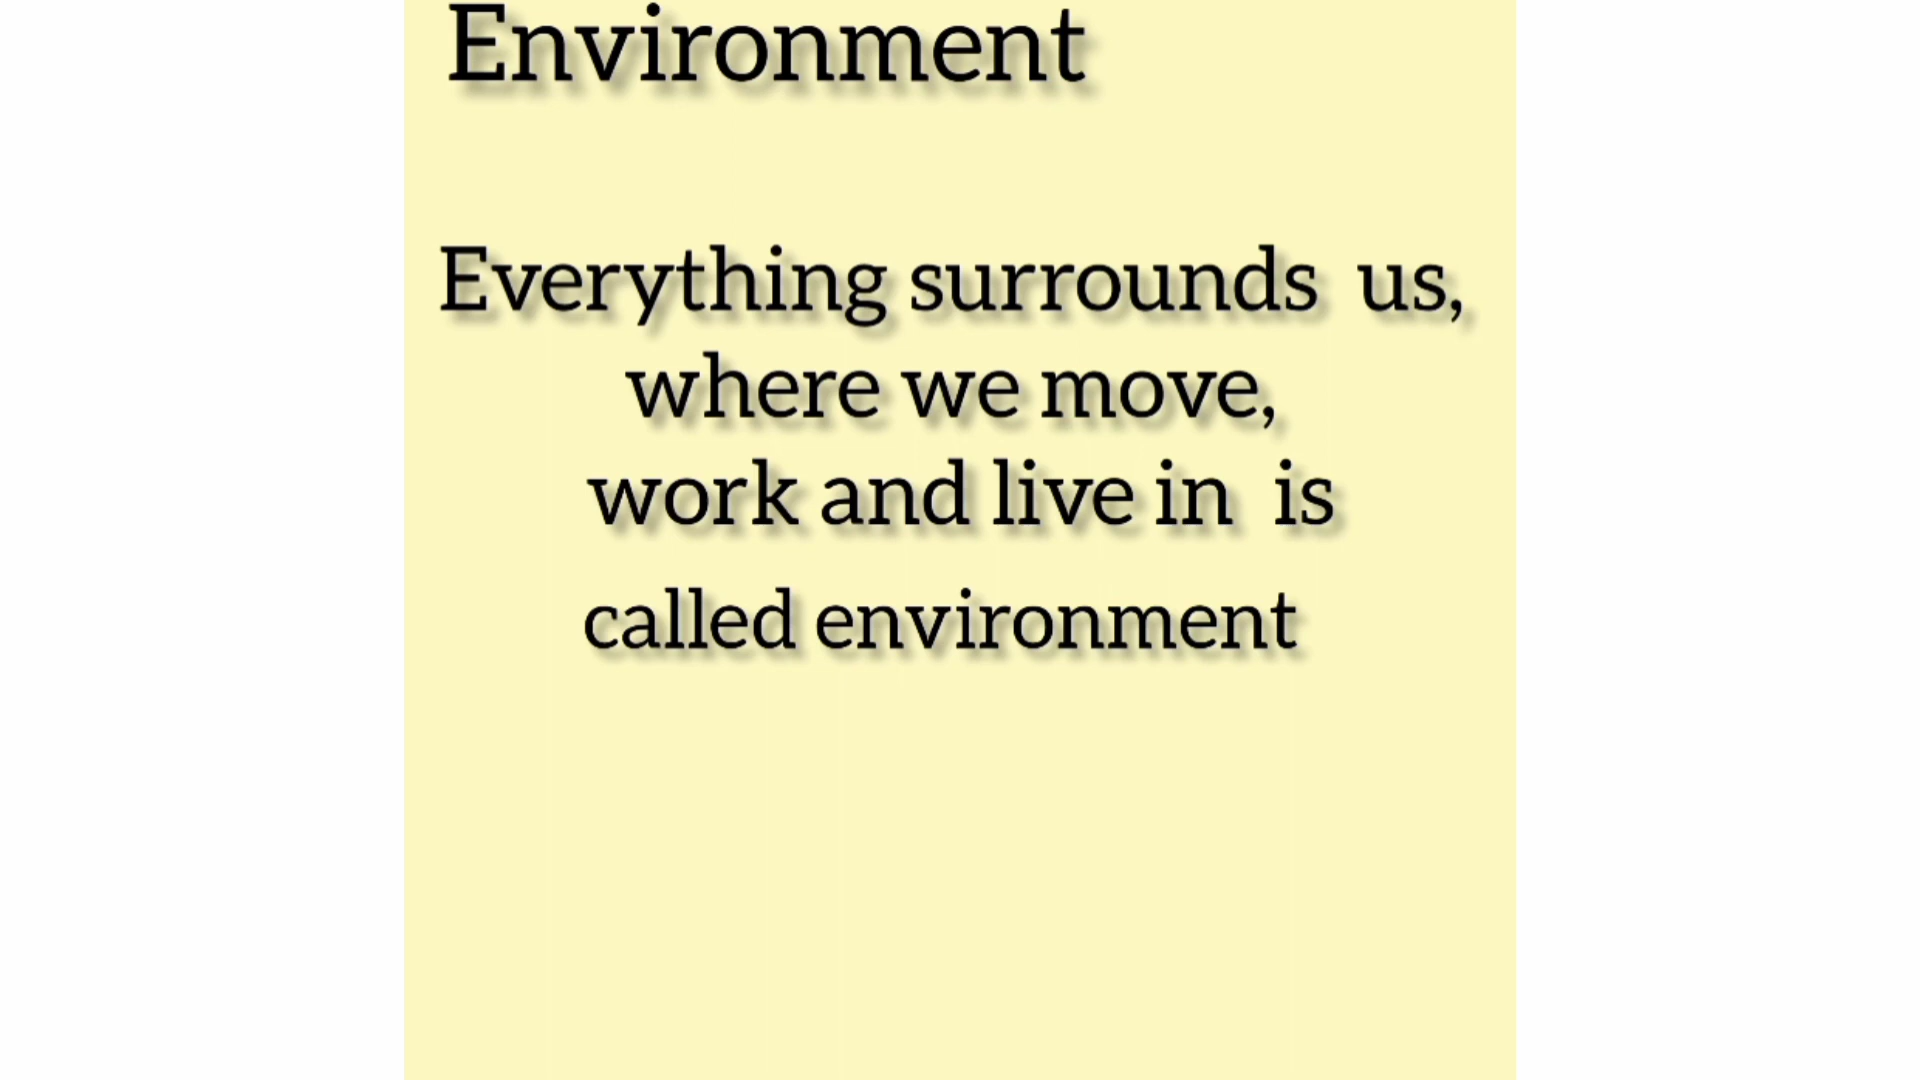 Environment
Everything surrounds us,
where we move,
work and live in is
called environment